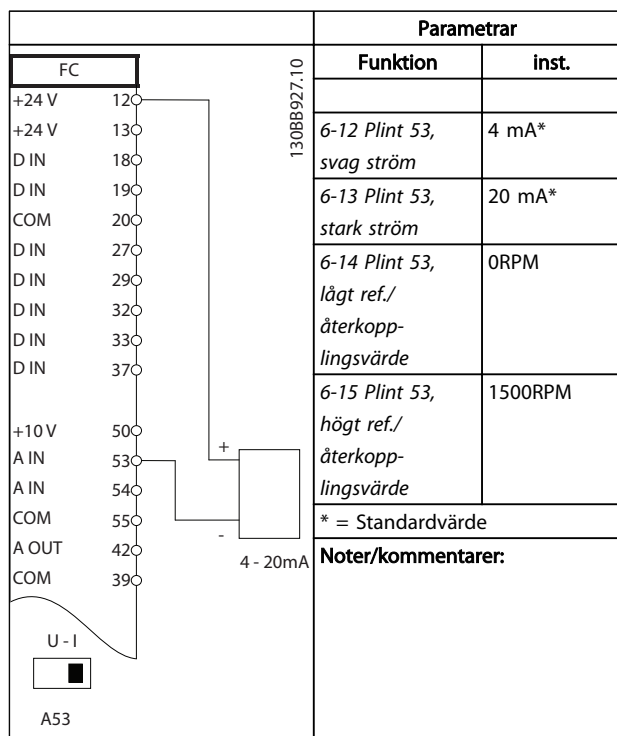 Parametrar
Funktion inst.
6-12 Plint 53,
svag ström
4 mA*
6-13 Plint 53,
stark ström
20 mA*
6-14 Plint 53,
lågt ref./
återkopp-
lingsvärde
0RPM
6-15 Plint 53,
högt ref./
återkopp-
lingsvärde
1500RPM
* = Standardvärde
Noter/kommentarer:
FC
130BB927.10
+24 V 12
+24 V 13
D IN 18
D IN 19
COM 20
D IN 27
D IN 29
D IN 32
D IN 33
D IN 37
+10 V 50
A IN 53
A IN 54
COM 55
A OUT 42
COM 39
+
-
4 - 20mA
U - I
A53